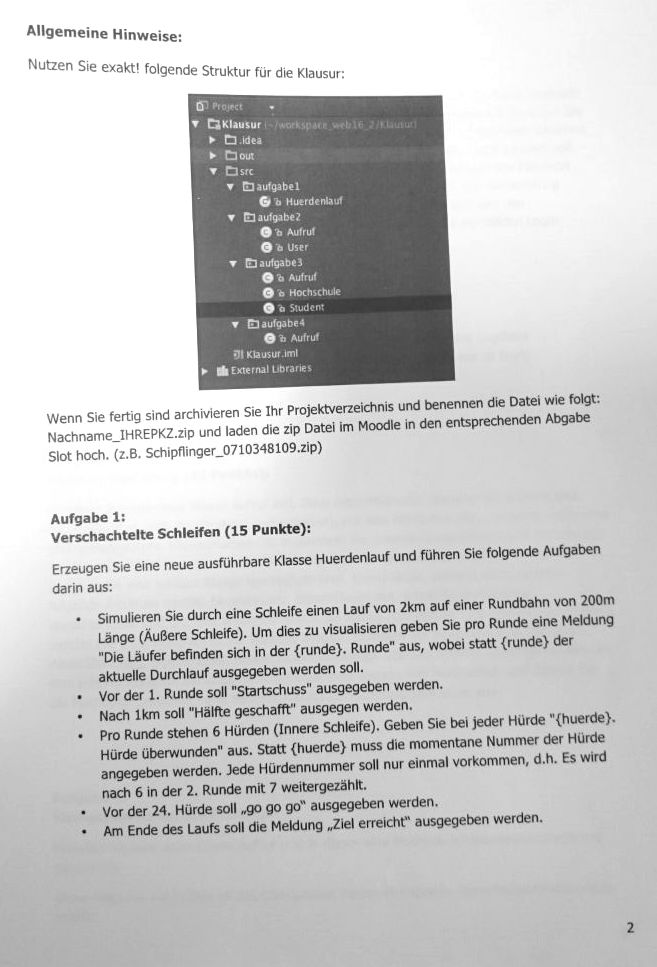 Allgemeine Hinweise:
Nutzen Sie exakt! folgende Struktur für die Klausur:
Project
Klausur (~/workspace_web16_2/Klausur)
.idea
out
src
aufgabe1
Huerdenlauf
aufgabe2
Aufruf
User
aufgabe3
Aufruf
Hochschule
Student
aufgabe4
Aufruf
Klausur.iml
External Libraries
Wenn Sie fertig sind archivieren Sie Ihr Projektverzeichnis und benennen die Datei wie folgt:
Nachname_IHREPKZ.zip und laden die zip Datei im Moodle in den entsprechenden Abgabe
Slot hoch. (z.B. Schipflinger_0710348109.zip)
Aufgabe 1:
Verschachtelte Schleifen (15 Punkte):
Erzeugen Sie eine neue ausführbare Klasse Huerdenlauf und führen Sie folgende Aufgaben
darin aus:
• Simulieren Sie durch eine Schleife einen Lauf von 2km auf einer Rundbahn von 200m
Länge (Äußere Schleife). Um dies zu visualisieren geben Sie pro Runde eine Meldung
"Die Läufer befinden sich in der {runde}. Runde" aus, wobei statt {runde} der
aktuelle Durchlauf ausgegeben werden soll.
• Vor der 1. Runde soll "Startschuss" ausgegeben werden.
• Nach 1km soll "Hälfte geschafft" ausgegen werden.
• Pro Runde stehen 6 Hürden (Innere Schleife). Geben Sie bei jeder Hürde "{huerde}.
Hürde überwunden" aus. Statt {huerde} muss die momentane Nummer der Hürde
angegeben werden. Jede Hürdennummer soll nur einmal vorkommen, d.h. Es wird
nach 6 in der 2. Runde mit 7 weitergezählt.
• Vor der 24. Hürde soll „go go go“ ausgegeben werden.
• Am Ende des Laufs soll die Meldung „Ziel erreicht“ ausgegeben werden.
2